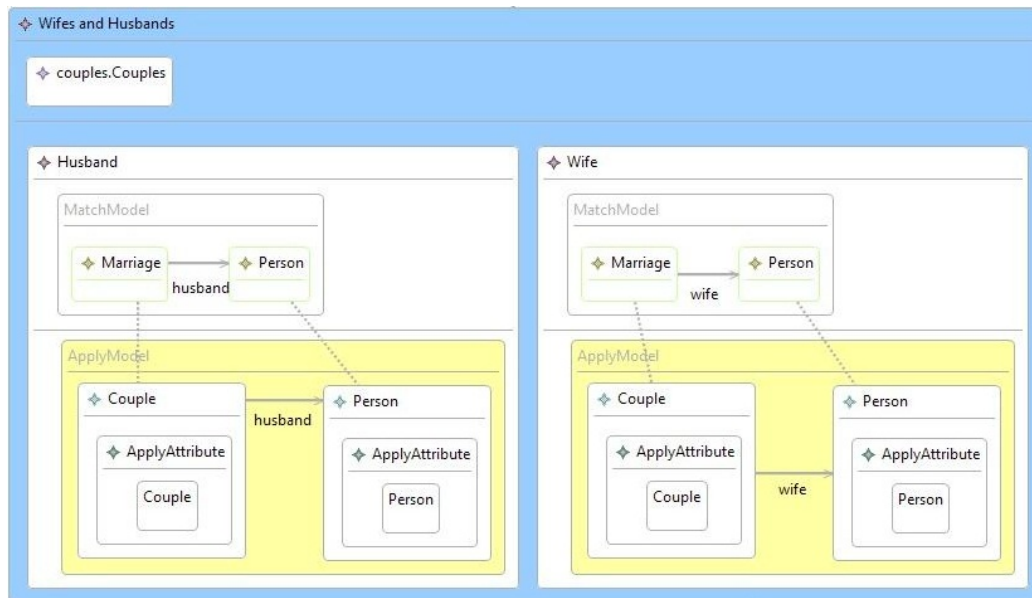 Wifes and Husbands
couples.Couples
Husband
MatchModel
Marriage
Person
husband
ApplyModel
Couple
Person
husband
ApplyAttribute
ApplyAttribute
Couple
Person
Wife
MatchModel
Marriage
Person
wife
ApplyModel
Couple
Person
ApplyAttribute
ApplyAttribute
wife
Couple
Person